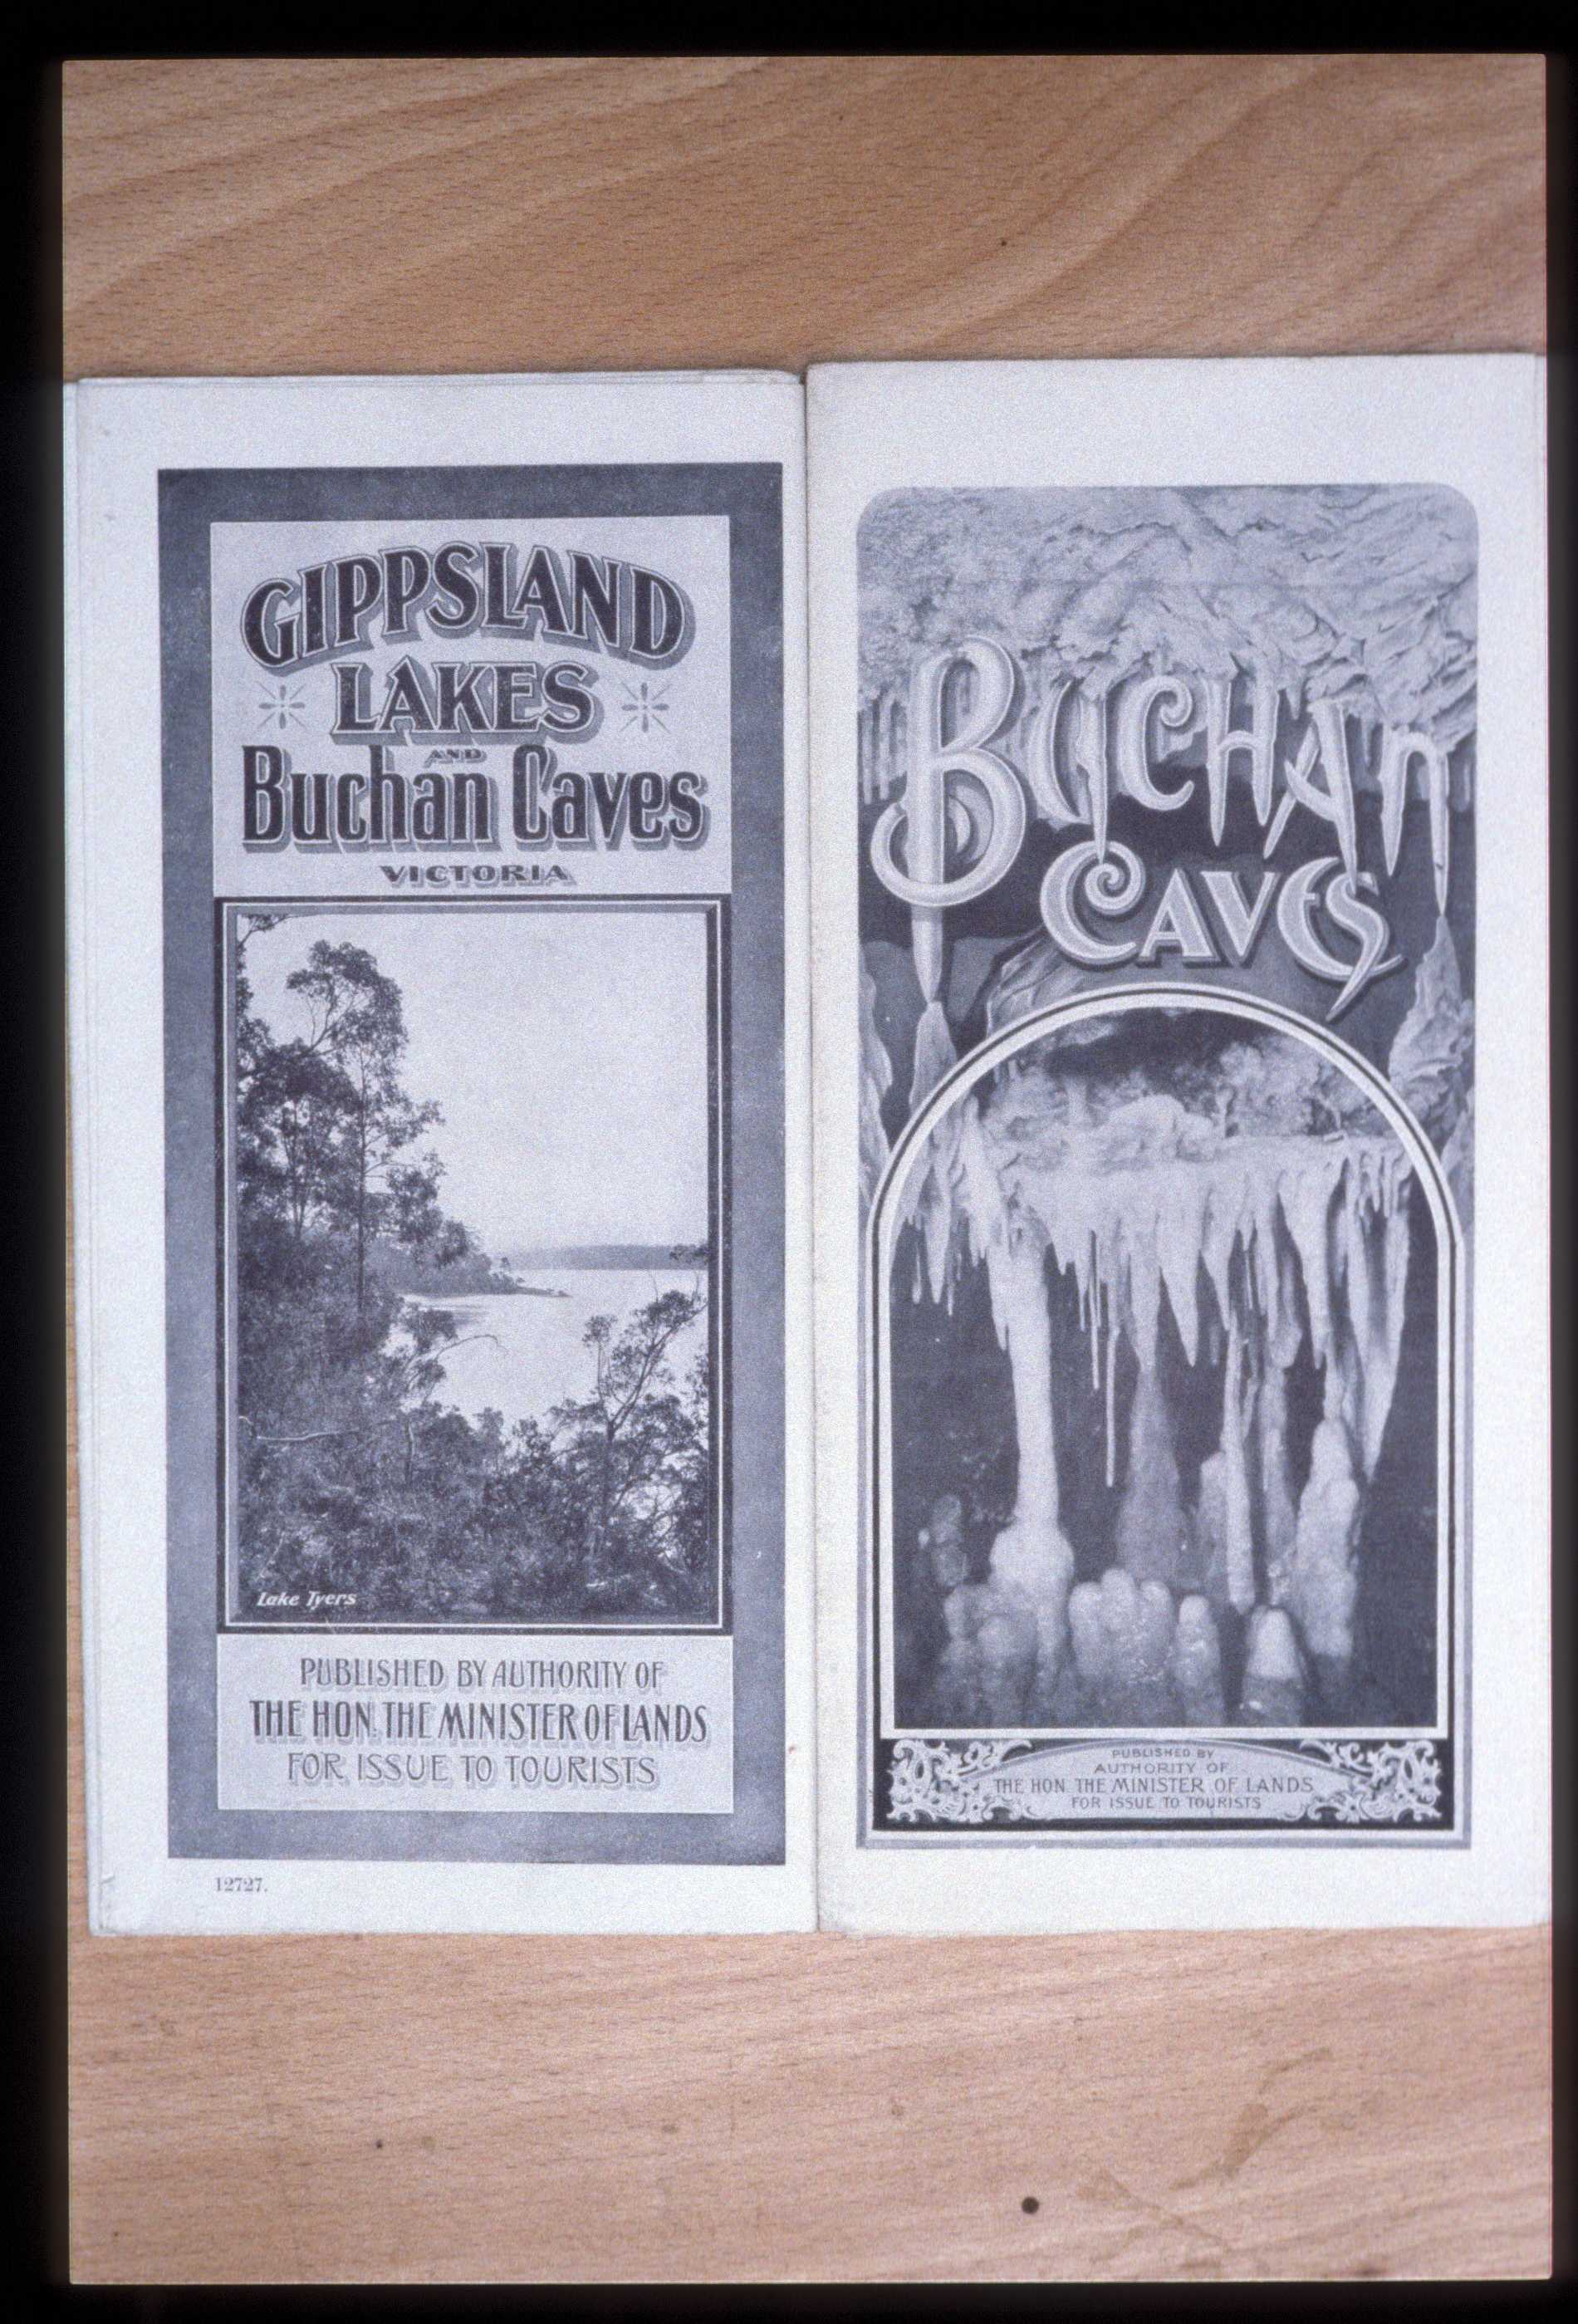 GIPPSLAND
LAKES
AND
Buchan Caves
VICTORIA
Lake Tyers
PUBLISHED BY AUTHORITY OF
THE HON. THE MINISTER OF LANDS
FOR ISSUE TO TOURISTS
12727.
BUCHAN
CAVES
PUBLISHED BY
AUTHORITY OF
THE HON. THE MINISTER OF LANDS
FOR ISSUE TO TOURISTS